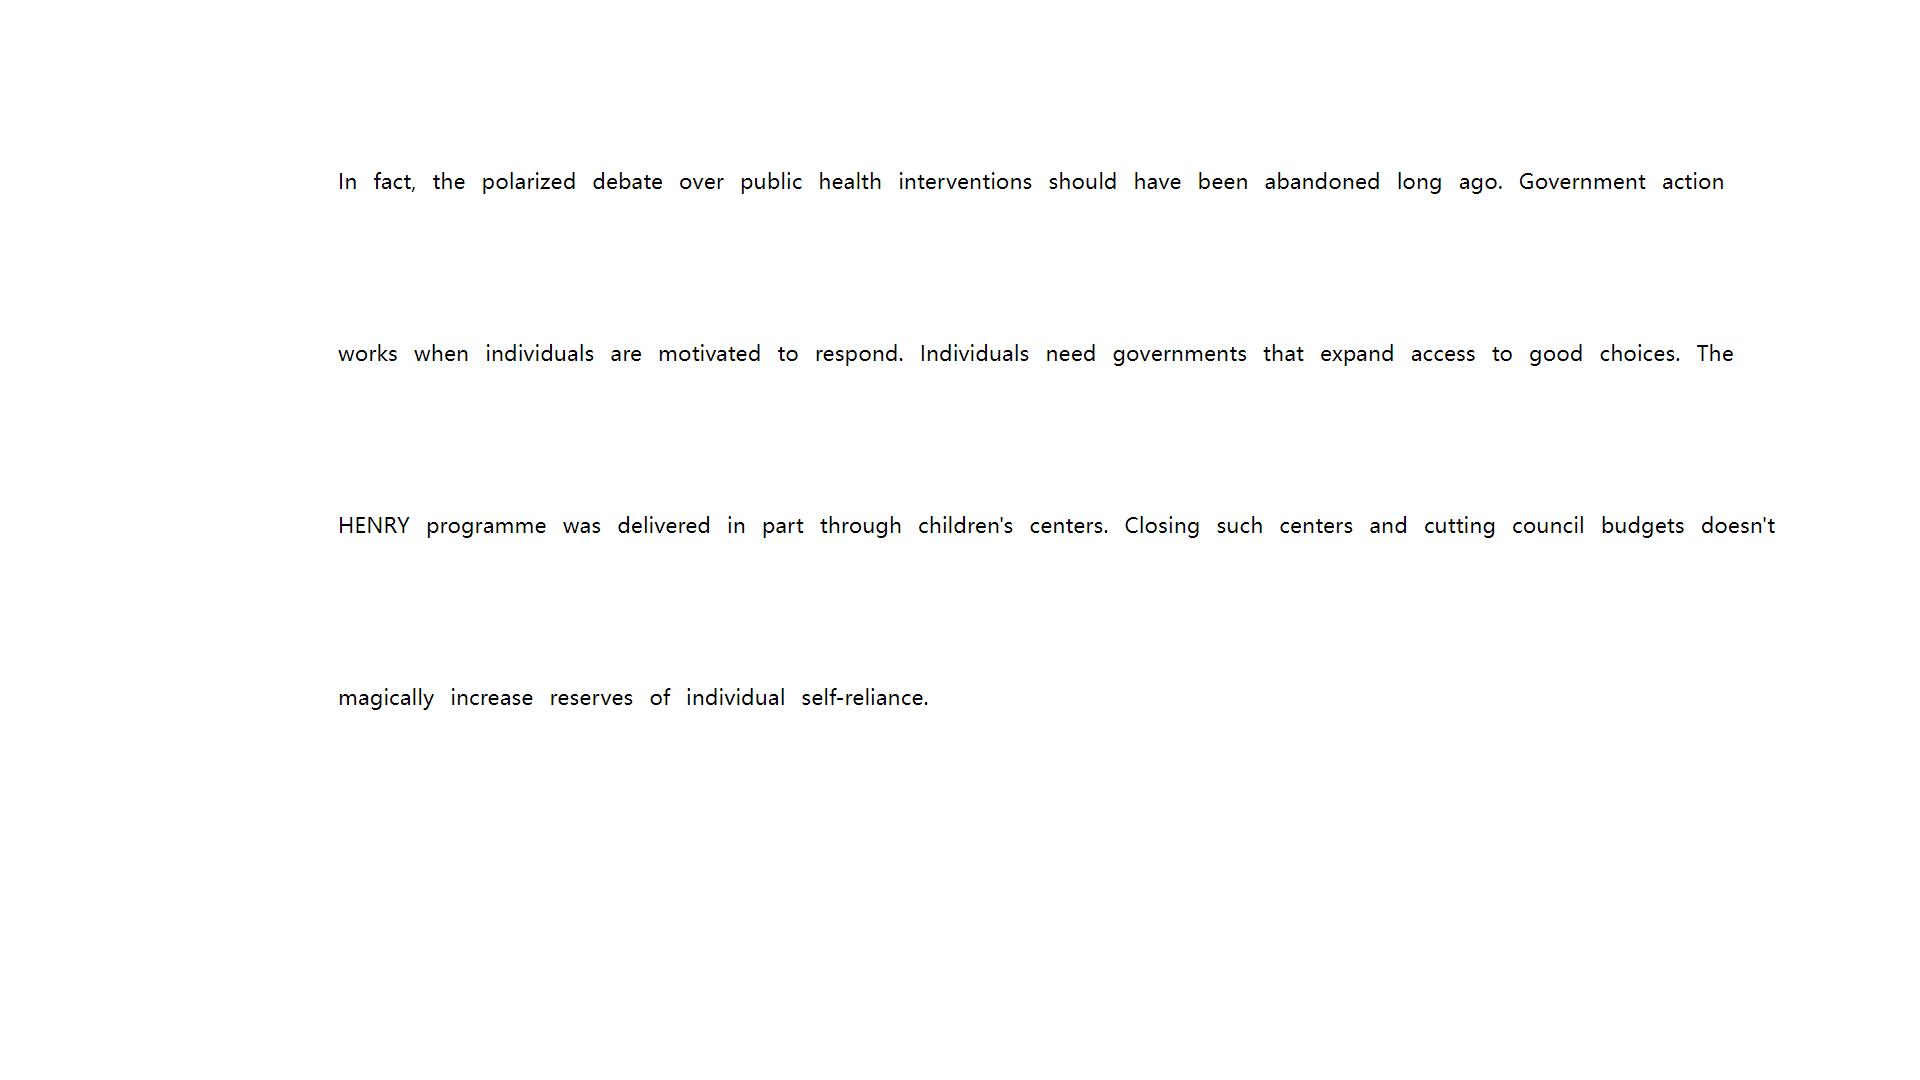 In fact, the polarized debate over public health interventions should have been abandoned long ago. Government action
works when individuals are motivated to respond. Individuals need governments that expand access to good choices. The
HENRY programme was delivered in part through children's centers. Closing such centers and cutting council budgets doesn't
magically increase reserves of individual self-reliance.